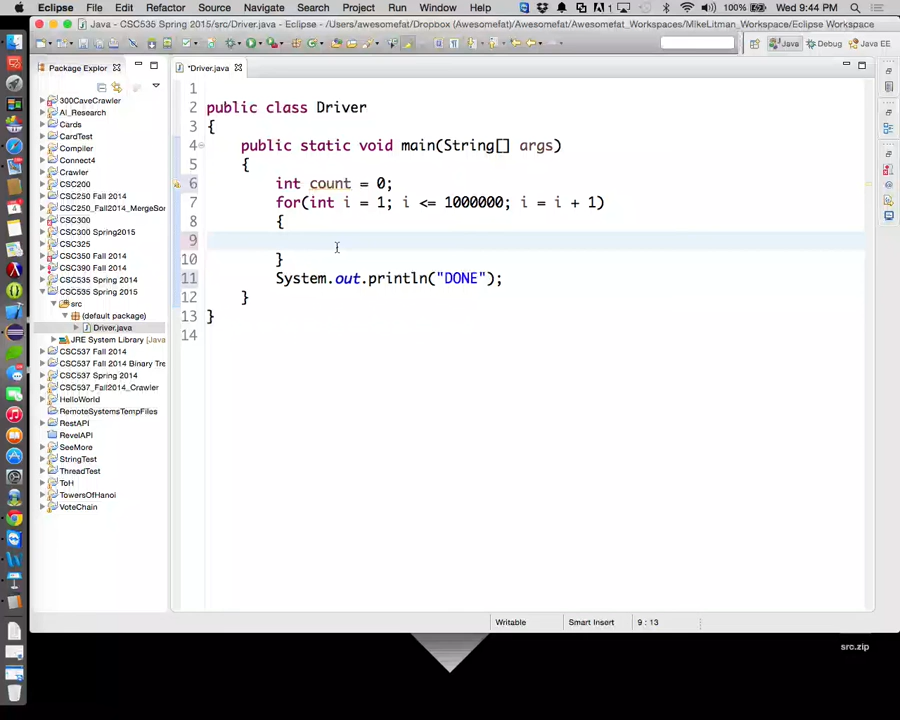 Eclipse File Edit Refactor Source Navigate Search Project Run Window Help 1 100% Wed 9:44 PM
Java - CSC535 Spring 2015/src/Driver.java - Eclipse - /Users/awesomefat/Dropbox (Awesomefat)/Awesomefat_Workspaces/MikeLitman_Workspace/Eclipse Workspace
Java Debug Java EE
Package Explor
*Driver.java
300CaveCrawler
AI_Research
Cards
CardTest
Compiler
Connect4
Crawler
CSC200
CSC250 Fall 2014
CSC250_Fall2014_MergeSor
CSC300
CSC300 Spring2015
CSC325
CSC350 Fall 2014
CSC390 Fall 2014
CSC535 Spring 2014
CSC535 Spring 2015
src
(default package)
Driver.java
JRE System Library [Java
CSC537 Fall 2014
CSC537 Fall 2014 Binary Tre
CSC537 Spring 2014
CSC537_Fall2014_Crawler
HelloWorld
RemoteSystemsTempFiles
RestAPI
RevelAPI
SeeMore
StringTest
ThreadTest
ToH
TowersOfHanoi
VoteChain
1
2 public class Driver
3 {
4 public static void main(String[] args)
5 {
6 int count = 0;
7 for(int i = 1; i <= 1000000; i = i + 1)
8 {
9
10 }
11 System.out.println("DONE");
12 }
13 }
14
Writable Smart Insert 9 : 13
src.zip